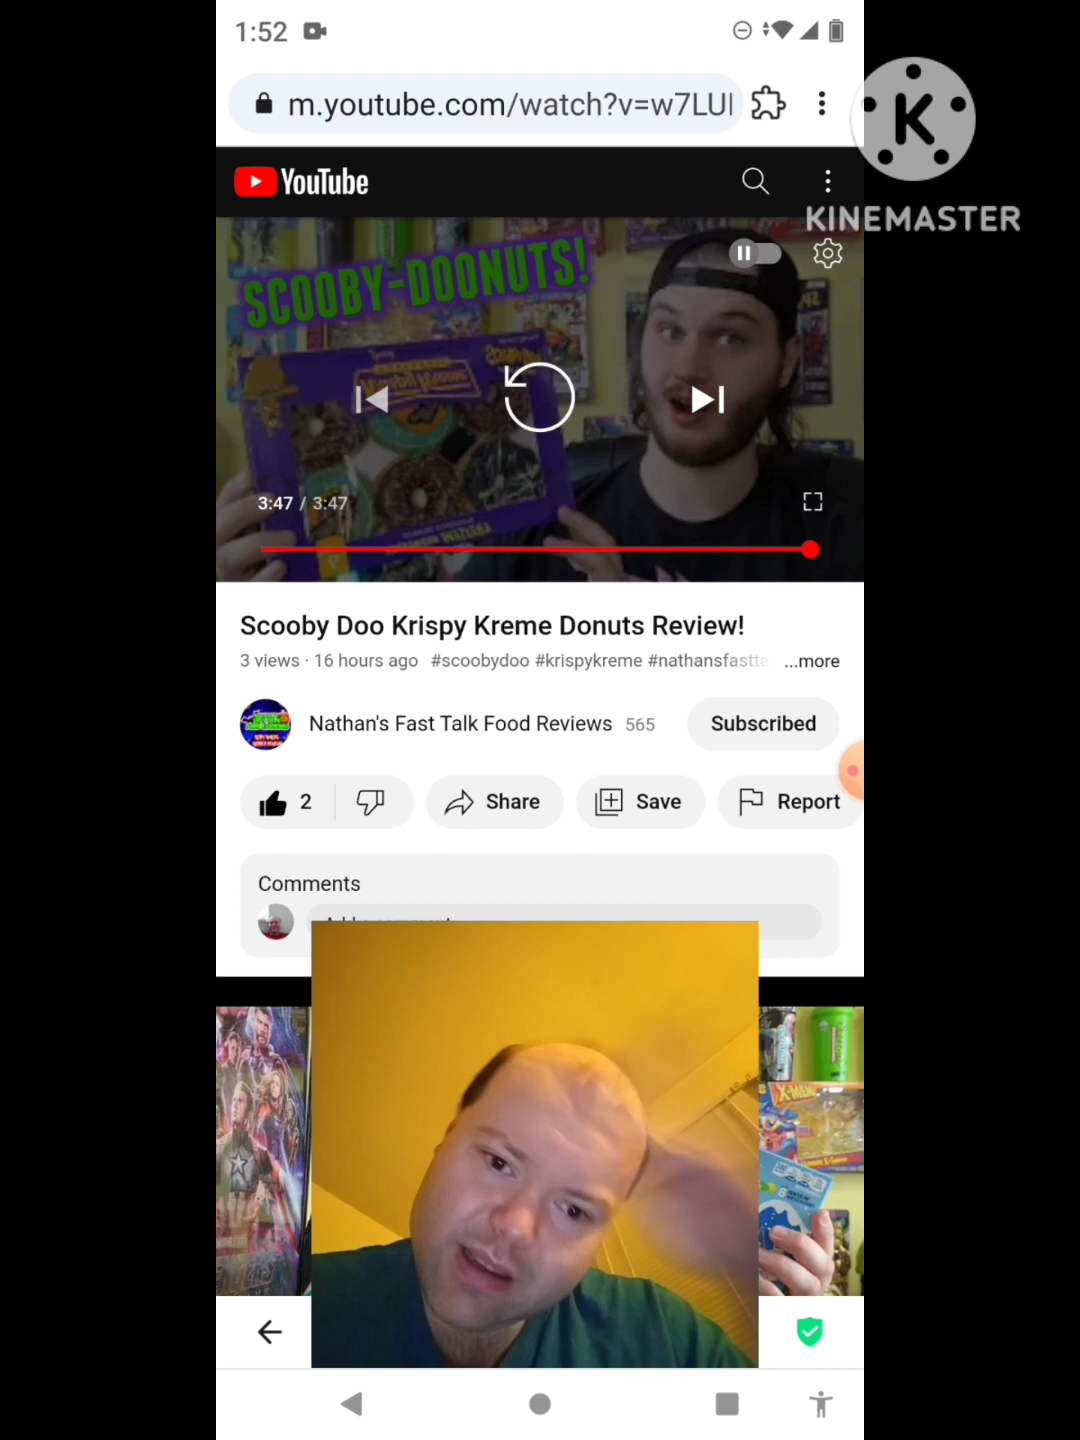 1:52
m.youtube.com/watch?v=w7LU
K
KINEMASTER
YouTube
SCOOBY-DOONUTS!
3:47 / 3:47
Scooby Doo Krispy Kreme Donuts Review!
3 views · 16 hours ago #scoobydoo #krispykreme #nathansfastta ...more
Nathan's Fast Talk Food Reviews 565
Subscribed
2
Share
Save
Report
Comments
X-MEN